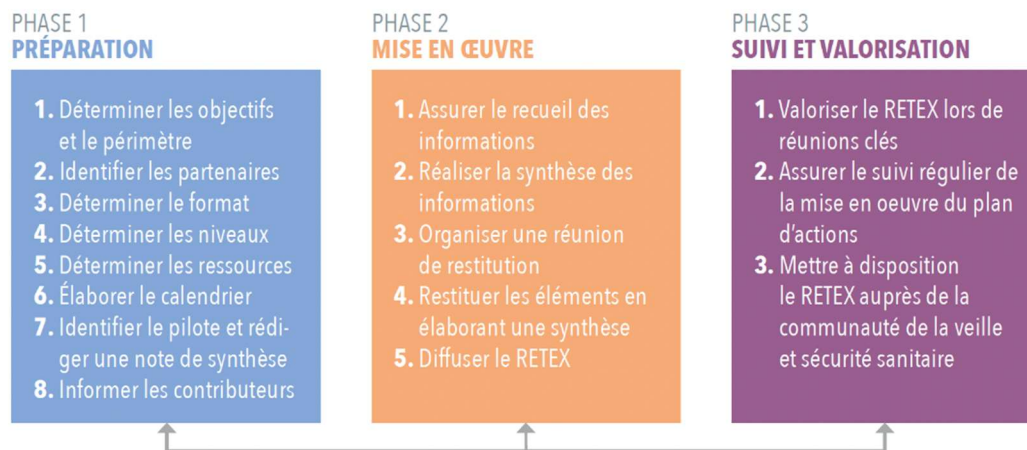 PHASE 1
PRÉPARATION
1. Déterminer les objectifs
et le périmètre
2. Identifier les partenaires
3. Déterminer le format
4. Déterminer les niveaux
5. Déterminer les ressources
6. Élaborer le calendrier
7. Identifier le pilote et rédi-
ger une note de synthèse
8. Informer les contributeurs
PHASE 2
MISE EN ŒUVRE
1. Assurer le recueil des
informations
2. Réaliser la synthèse des
informations
3. Organiser une réunion
de restitution
4. Restituer les éléments en
élaborant une synthèse
5. Diffuser le RETEX
PHASE 3
SUIVI ET VALORISATION
1. Valoriser le RETEX lors de
réunions clés
2. Assurer le suivi régulier de
la mise en oeuvre du plan
d'actions
3. Mettre à disposition
le RETEX auprès de la
communauté de la veille
et sécurité sanitaire